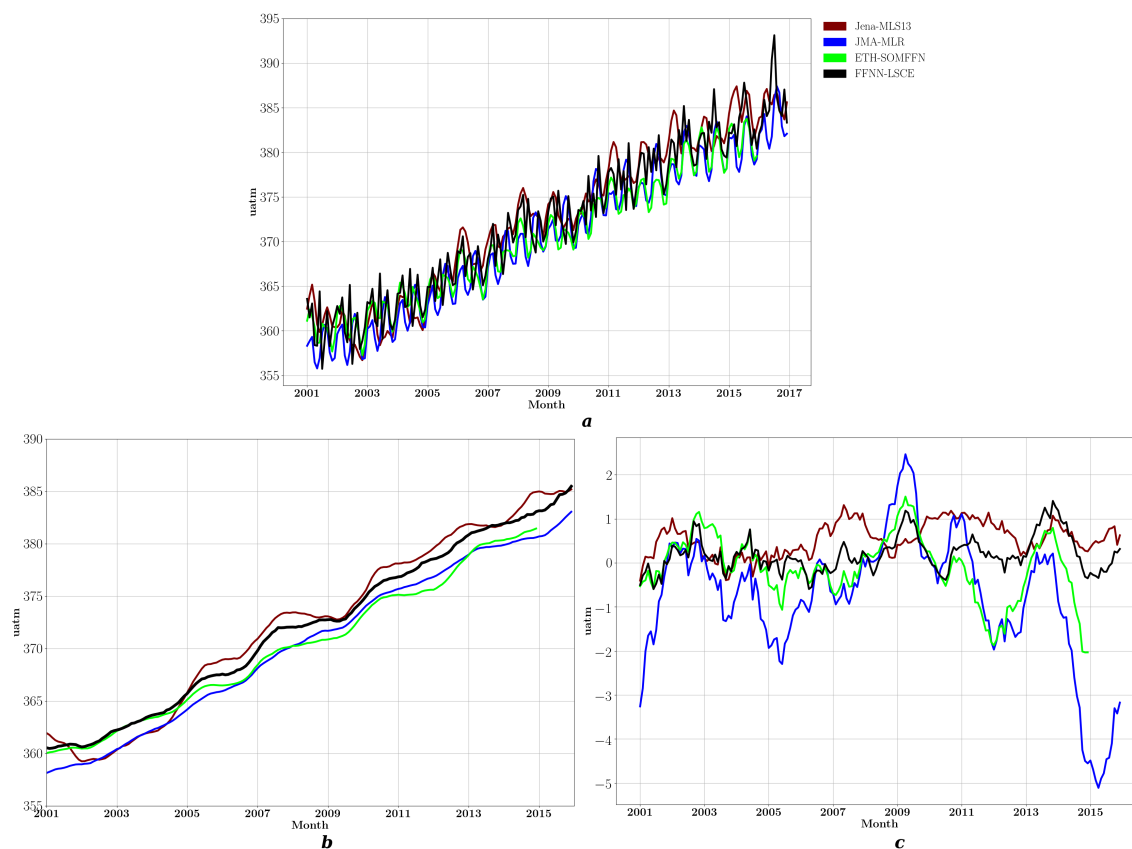 395
390
385
380
375
370
365
360
355
uatm
2001 2003 2005 2007 2009 2011 2013 2015 2017
Month
Jena-MLS13
JMA-MLR
ETH-SOMFFN
FFNN-LSCE
a
390
385
380
375
370
365
360
355
uatm
2001 2003 2005 2007 2009 2011 2013 2015
Month
b
2
1
0
−1
−2
−3
−4
−5
uatm
2001 2003 2005 2007 2009 2011 2013 2015
Month
c